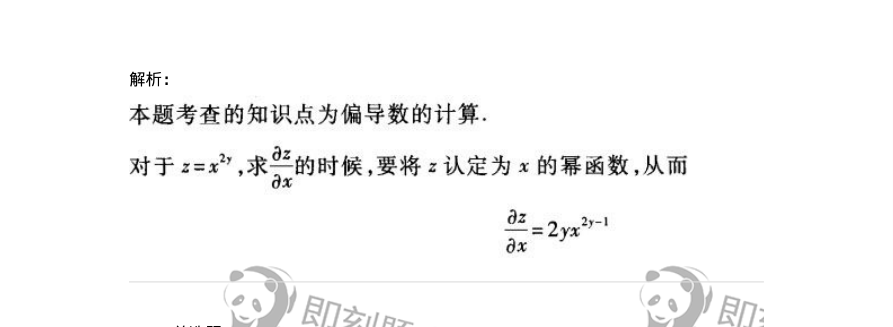 解析：
本题考查的知识点为偏导数的计算.
对于 z=x^{2y},求∂z/∂x的时候,要将 z 认定为 x 的幂函数,从而
∂z/∂x=2yx^{2y-1}
即刻题 即